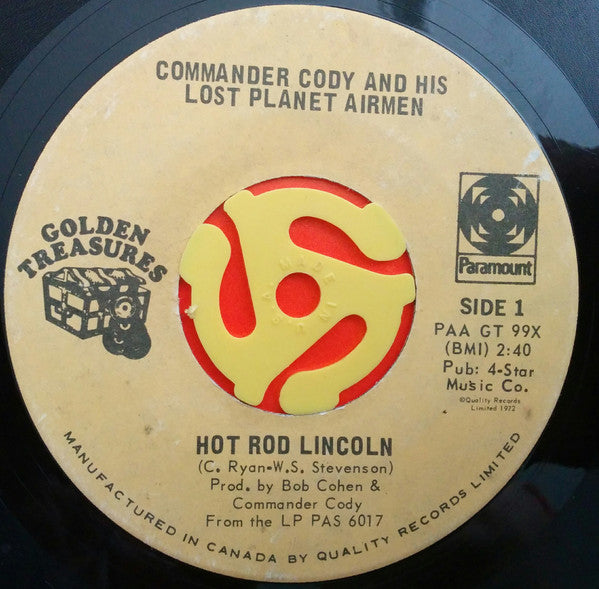 COMMANDER CODY AND HIS
LOST PLANET AIRMEN
GOLDEN
TREASURES
Paramount
SIDE 1
PAA GT 99X
(BMI) 2:40
Pub: 4-Star
Music Co.
©Quality Records
Limited 1972
MADE IN U.S.A.
HOT ROD LINCOLN
(C. Ryan-W.S. Stevenson)
Prod. by Bob Cohen &
Commander Cody
From the LP PAS 6017
MANUFACTURED IN CANADA BY QUALITY RECORDS LIMITED